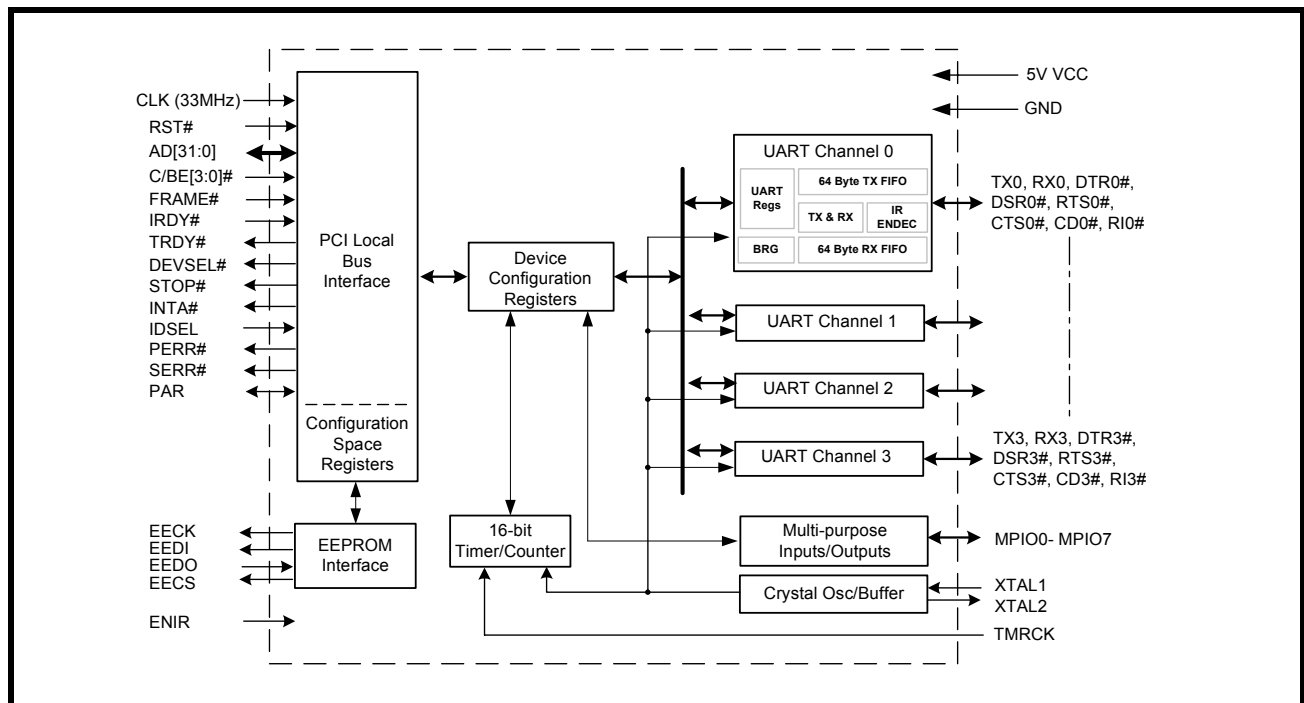 CLK (33MHz)
RST#
AD[31:0]
C/BE[3:0]#
FRAME#
IRDY#
TRDY#
DEVSEL#
STOP#
INTA#
IDSEL
PERR#
SERR#
PAR
EECK
EEDI
EEDO
EECS
ENIR
PCI Local
Bus
Interface
Configuration
Space
Registers
EEPROM
Interface
Device
Configuration
Registers
16-bit
Timer/Counter
UART Channel 0
UART
Regs
64 Byte TX FIFO
TX & RX
IR
ENDEC
BRG
64 Byte RX FIFO
UART Channel 1
UART Channel 2
UART Channel 3
Multi-purpose
Inputs/Outputs
Crystal Osc/Buffer
5V VCC
GND
TX0, RX0, DTR0#,
DSR0#, RTS0#,
CTS0#, CD0#, RI0#
TX3, RX3, DTR3#,
DSR3#, RTS3#,
CTS3#, CD3#, RI3#
MPIO0- MPIO7
XTAL1
XTAL2
TMRCK